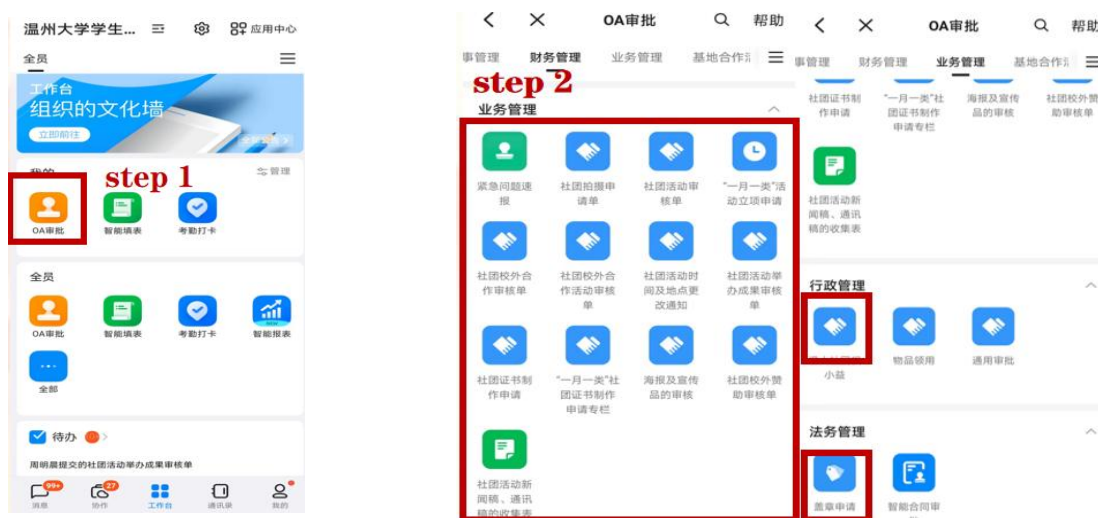 温州大学学生...
应用中心
全员
工作台
组织的文化墙
立即前往
我的
管理
step 1
OA审批
智能填表
考勤打卡
全员
OA审批
智能填表
考勤打卡
智能报表
全部
待办
周明晨提交的社团活动举办成果审核单
99+
27
消息
协作
工作台
通讯录
我的
OA审批
帮助
事管理
财务管理
业务管理
step 2
业务管理
紧急问题速
报
社团拍摄申
请单
社团活动审
核单
“一月一类”活
动立项申请
社团校外合
作审核单
社团校外合
作活动审核
单
社团活动时
间及地点更
改通知
社团活动举
办成果审核
单
社团证书制
作申请
“一月一类”社
团证书制作
申请专栏
海报及宣传
品的审核
社团校外赞
助审核单
社团活动新
闻稿、通讯
稿的收集表
OA审批
帮助
事管理
财务管理
业务管理
社团证书制
作申请
“一月一类”社
团证书制作
申请专栏
海报及宣传
品的审核
社团校外赞
助审核单
社团活动新
闻稿、通讯
稿的收集表
行政管理
小益
物品领用
通用审批
法务管理
盖章申请
智能合同审